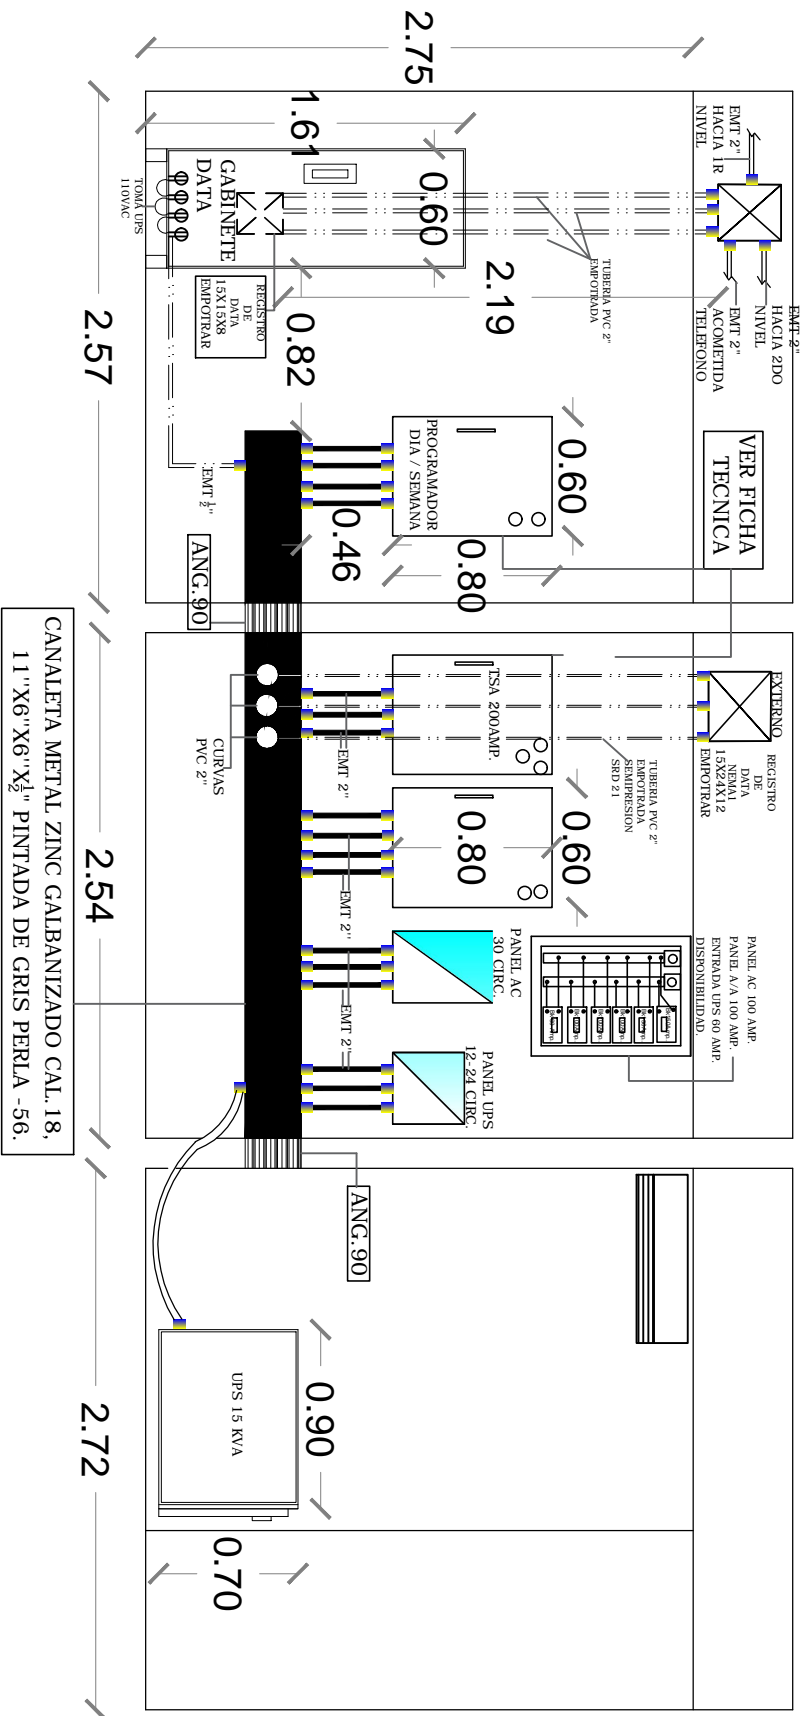 2.75
EMT 2"
HACIA 1R
NIVEL
EMT 2"
HACIA 2DO
NIVEL
EMT 2"
ACOMETIDA
TELEFONO
TUBERIA PVC 2"
EMPOTRADA
1.61
0.60
2.19
GABINETE
DATA
TOMA UPS
110VAC
REGISTRO
DE
DATA
15X15X8
EMPOTRAR
0.82
2.57
VER FICHA
TECNICA
PROGRAMADOR
DIA / SEMANA
0.60
0.80
0.46
EMT ½"
ANG.90
EXTERNO
REGISTRO
DE
DATA
NEMA1
15X24X12
EMPOTRAR
TUBERIA PVC 2"
EMPOTRADA
SEMIPRESION
SRD 21
TSA 200AMP.
EMT 2"
CURVAS
PVC 2"
0.60
0.80
EMT 2"
2.54
PANEL AC 100 AMP.
PANEL A/A 100 AMP.
ENTRADA UPS 60 AMP.
DISPONIBILIDAD.
PANEL AC
30 CIRC.
EMT 2"
PANEL UPS
12-24 CIRC.
ANG.90
CANALETA METAL ZINC GALBANIZADO CAL. 18,
11"X6"X6"X½" PINTADA DE GRIS PERLA -56.
UPS 15 KVA
0.90
0.70
2.72